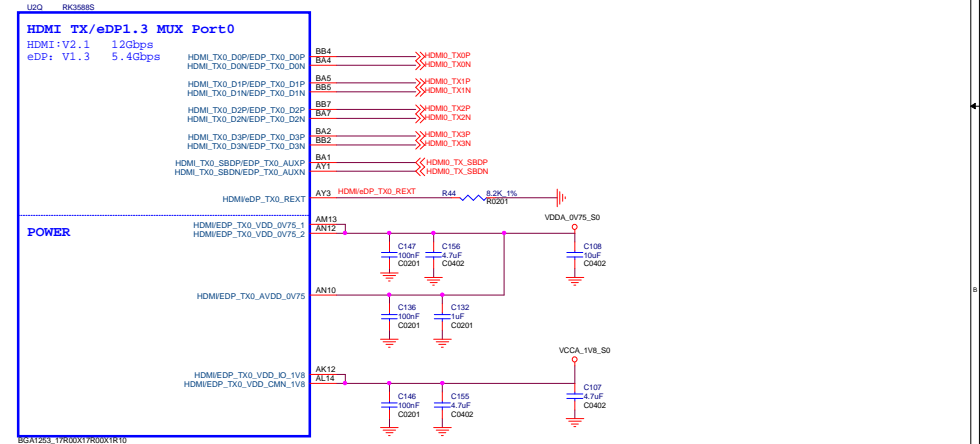 U2Q RK3588S
HDMI TX/eDP1.3 MUX Port0
HDMI:V2.1 12Gbps
eDP: V1.3 5.4Gbps
HDMI_TX0_D0P/EDP_TX0_D0P BB4 HDMI0_TX0P
HDMI_TX0_D0N/EDP_TX0_D0N BA4 HDMI0_TX0N
HDMI_TX0_D1P/EDP_TX0_D1P BA5 HDMI0_TX1P
HDMI_TX0_D1N/EDP_TX0_D1N BB5 HDMI0_TX1N
HDMI_TX0_D2P/EDP_TX0_D2P BB7 HDMI0_TX2P
HDMI_TX0_D2N/EDP_TX0_D2N BA7 HDMI0_TX2N
HDMI_TX0_D3P/EDP_TX0_D3P BA2 HDMI0_TX3P
HDMI_TX0_D3N/EDP_TX0_D3N BB2 HDMI0_TX3N
HDMI_TX0_SBDP/EDP_TX0_AUXP BA1 HDMI0_TX_SBDP
HDMI_TX0_SBDN/EDP_TX0_AUXN AY1 HDMI0_TX_SBDN
HDMI/eDP_TX0_REXT AY3 HDMI/eDP_TX0_REXT R44 8.2K_1%
R0201
VDDA_0V75_S0
POWER
HDMI/EDP_TX0_VDD_0V75_1 AM13
HDMI/EDP_TX0_VDD_0V75_2 AN12
C147 C156 C108
100nF 4.7uF 10uF
C0201 C0402 C0402
HDMI/EDP_TX0_AVDD_0V75 AN10
C136 C132
100nF 1uF
C0201 C0201
VCCA_1V8_S0
HDMI/EDP_TX0_VDD_IO_1V8 AK12
HDMI/EDP_TX0_VDD_CMN_1V8 AL14
C146 C155 C107
100nF 4.7uF 4.7uF
C0201 C0402 C0402
BGA1253_17R00X17R00X1R10
B